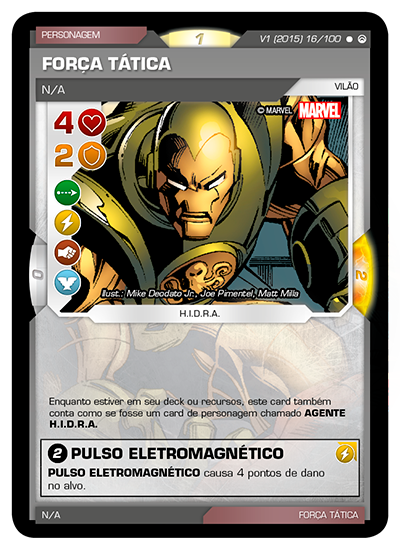 PERSONAGEM
1
V1 (2015) 16/100
FORÇA TÁTICA
N/A
VILÃO
© MARVEL MARVEL
4
2
0
2
Illust.: Mike Deodato Jr., Joe Pimentel, Matt Milla
H.I.D.R.A.
Enquanto estiver em seu deck ou recursos, este card também
conta como se fosse um card de personagem chamado AGENTE
H.I.D.R.A.
2 PULSO ELETROMAGNÉTICO
PULSO ELETROMAGNÉTICO causa 4 pontos de dano
no alvo.
N/A
FORÇA TÁTICA